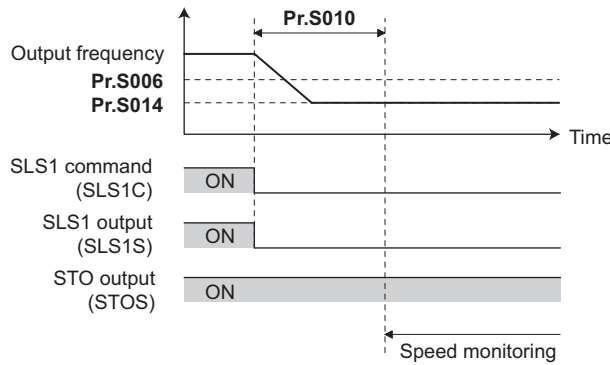 Pr.S010
Output frequency
Pr.S006
Pr.S014
Time
SLS1 command
(SLS1C)
ON
SLS1 output
(SLS1S)
ON
STO output
(STOS)
ON
Speed monitoring